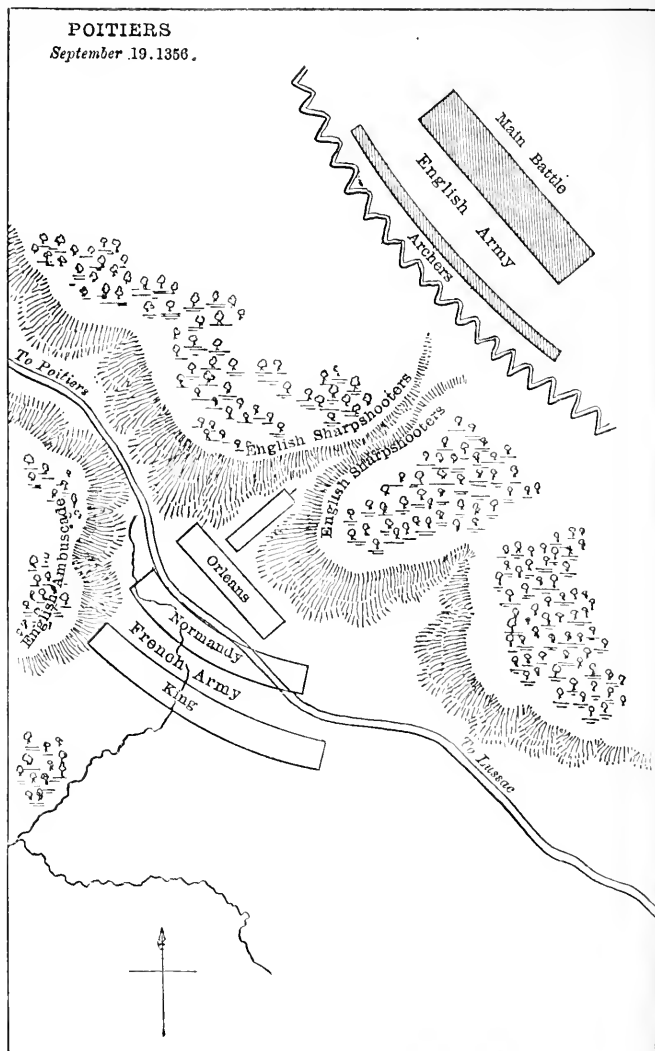 POITIERS
September .19.1356.
Main Battle
English Army
Archers
To Poitiers
English Sharpshooters
English Sharpshooters
English Ambuscade
Orleans
Normandy
French Army
King
To Lussac